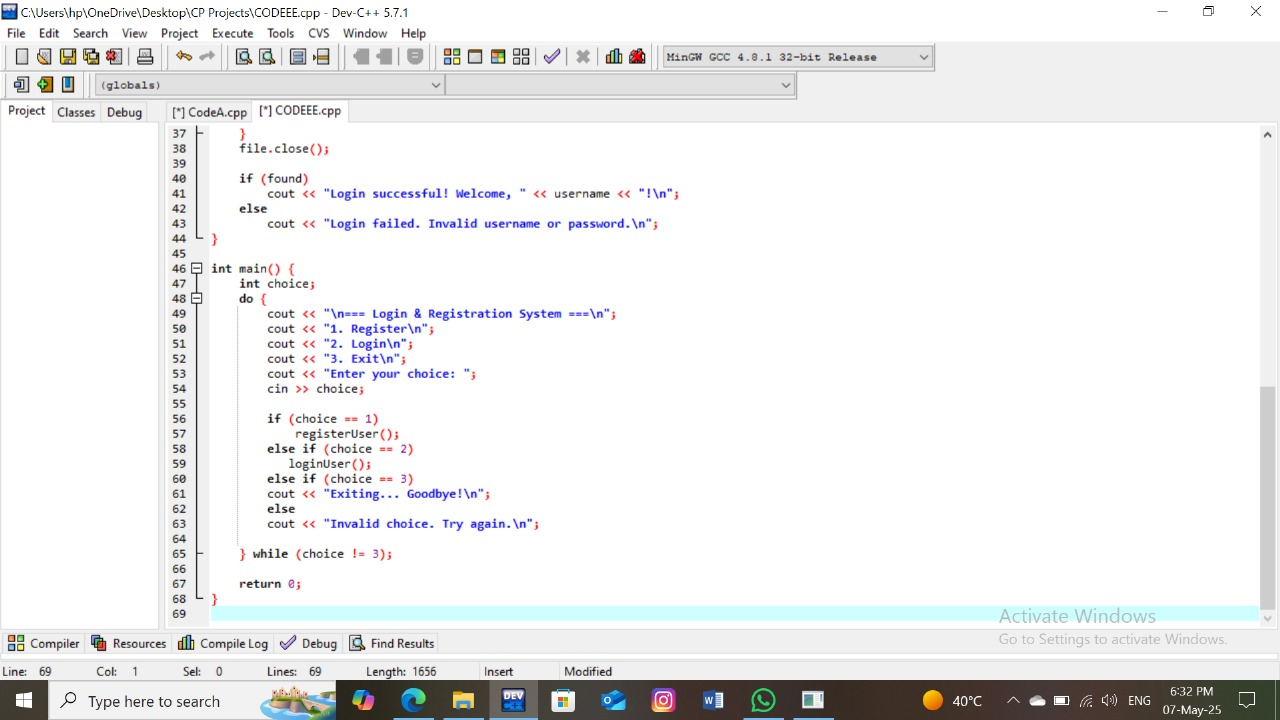 C:\Users\hp\OneDrive\Desktop\CP Projects\CODEEE.cpp - Dev-C++ 5.7.1
File Edit Search View Project Execute Tools CVS Window Help
MinGW GCC 4.8.1 32-bit Release
(globals)
Project Classes Debug [*] CodeA.cpp [*] CODEEE.cpp
37 }
38 file.close();
39
40 if (found)
41 cout << "Login successful! Welcome, " << username << "!\n";
42 else
43 cout << "Login failed. Invalid username or password.\n";
44 }
45
46 int main() {
47 int choice;
48 do {
49 cout << "\n=== Login & Registration System ===\n";
50 cout << "1. Register\n";
51 cout << "2. Login\n";
52 cout << "3. Exit\n";
53 cout << "Enter your choice: ";
54 cin >> choice;
55
56 if (choice == 1)
57 registerUser();
58 else if (choice == 2)
59 loginUser();
60 else if (choice == 3)
61 cout << "Exiting... Goodbye!\n";
62 else
63 cout << "Invalid choice. Try again.\n";
64
65 } while (choice != 3);
66
67 return 0;
68 }
69
Activate Windows
Go to Settings to activate Windows.
Compiler Resources Compile Log Debug Find Results
Line: 69 Col: 1 Sel: 0 Lines: 69 Length: 1656 Insert Modified
Type here to search
DEV
40°C
ENG
6:32 PM
07-May-25